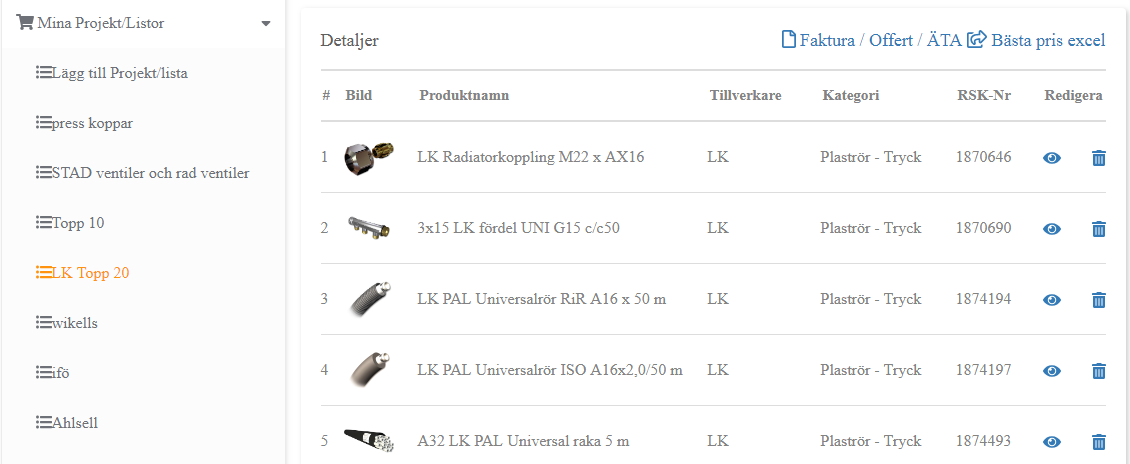 Mina Projekt/Listor
Lägg till Projekt/lista
press koppar
STAD ventiler och rad ventiler
Topp 10
LK Topp 20
wikells
ifö
Ahlsell
Detaljer Faktura / Offert / ÄTA Bästa pris excel
# Bild Produktnamn Tillverkare Kategori RSK-Nr Redigera
1 LK Radiatorkoppling M22 x AX16 LK Plaströr - Tryck 1870646
2 3x15 LK fördel UNI G15 c/c50 LK Plaströr - Tryck 1870690
3 LK PAL Universalrör RiR A16 x 50 m LK Plaströr - Tryck 1874194
4 LK PAL Universalrör ISO A16x2,0/50 m LK Plaströr - Tryck 1874197
5 A32 LK PAL Universal raka 5 m LK Plaströr - Tryck 1874493